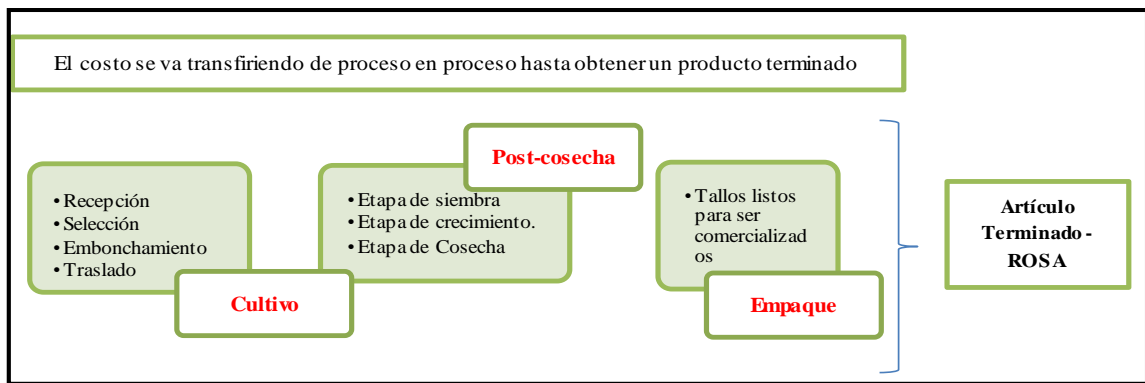 El costo se va transfiriendo de proceso en proceso hasta obtener un producto terminado
• Recepción
• Selección
• Embonchamiento
• Traslado
Cultivo
Post-cosecha
• Etapa de siembra
• Etapa de crecimiento.
• Etapa de Cosecha
• Tallos listos
para ser
comercializad
os
Empaque
Artículo
Terminado -
ROSA